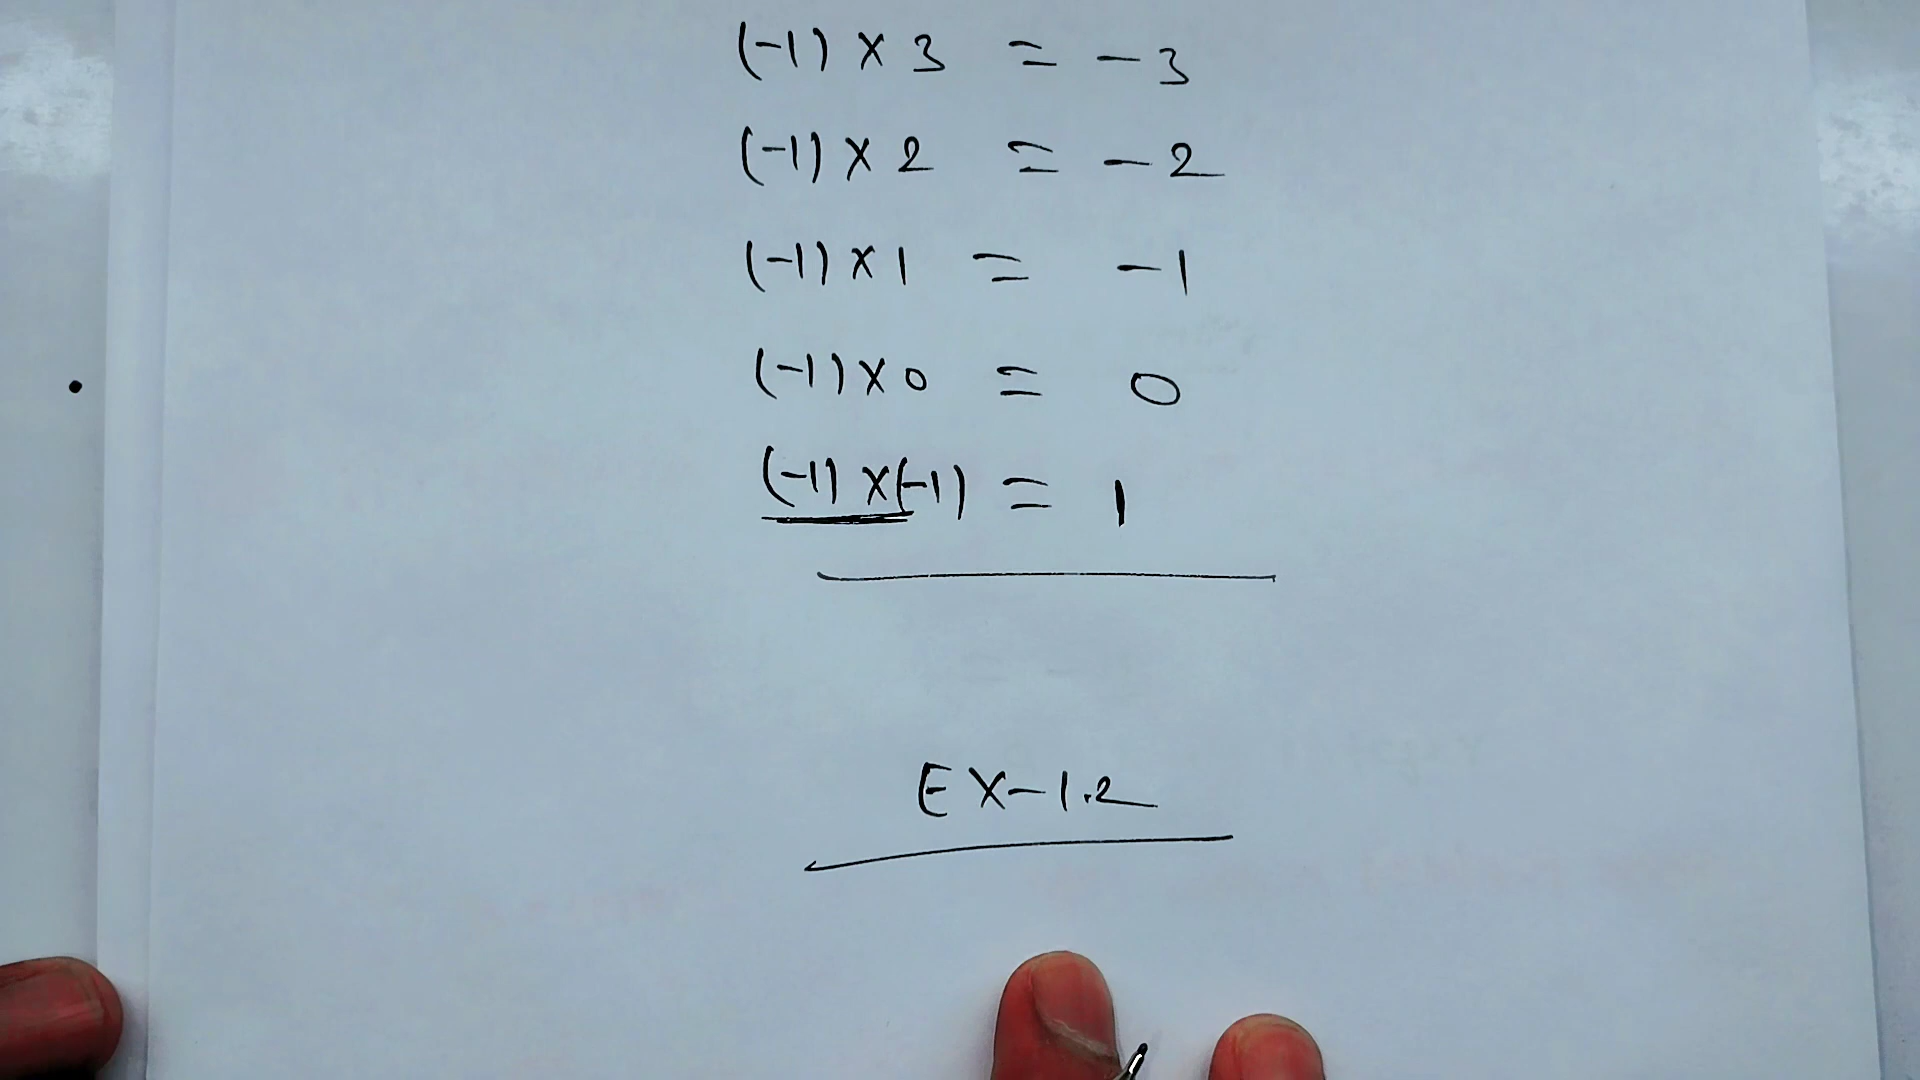 (-1) × 3 = -3
(-1) × 2 = -2
(-1) × 1 = -1
(-1) × 0 = 0
(-1) × (-1) = 1
EX-1.2